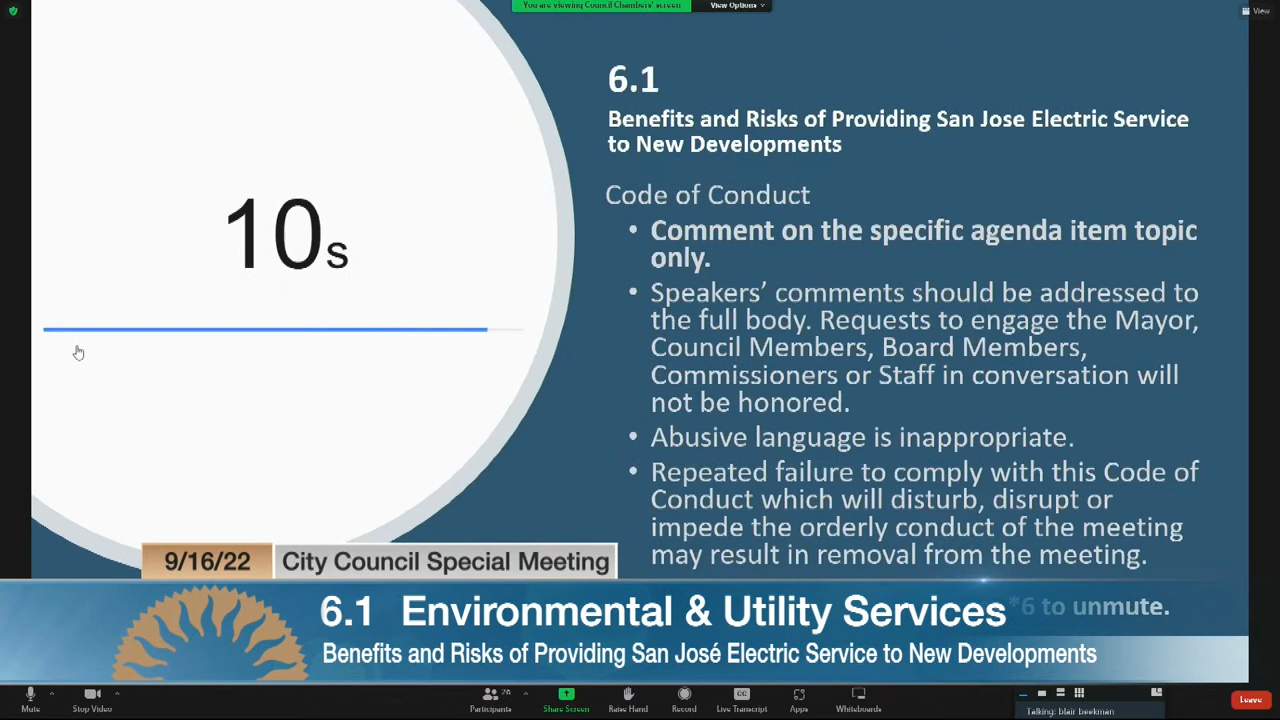 You are viewing Council Chambers' screen
View Options
View
6.1
Benefits and Risks of Providing San Jose Electric Service
to New Developments
Code of Conduct
• Comment on the specific agenda item topic
only.
• Speakers' comments should be addressed to
the full body. Requests to engage the Mayor,
Council Members, Board Members,
Commissioners or Staff in conversation will
not be honored.
• Abusive language is inappropriate.
• Repeated failure to comply with this Code of
Conduct which will disturb, disrupt or
impede the orderly conduct of the meeting
may result in removal from the meeting.
*6 to unmute.
10s
9/16/22 City Council Special Meeting
6.1 Environmental & Utility Services
Benefits and Risks of Providing San José Electric Service to New Developments
Mute
Stop Video
Participants
Share Screen
Raise Hand
Record
Live Transcript
Apps
Whiteboards
Talking: blair beekman
Leave